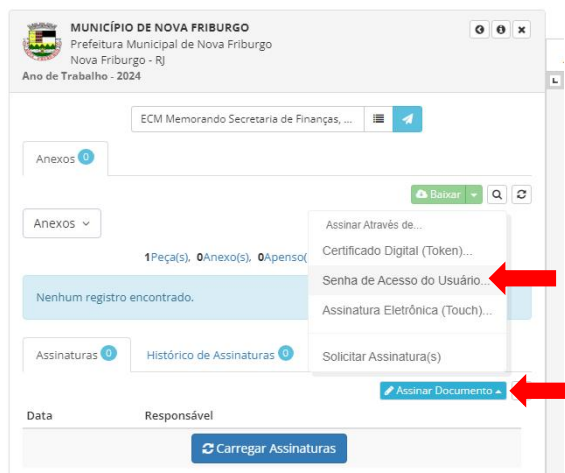 MUNICÍPIO DE NOVA FRIBURGO
Prefeitura Municipal de Nova Friburgo
Nova Friburgo - RJ
Ano de Trabalho - 2024
ECM Memorando Secretaria de Finanças, ...
Anexos 0
Baixar
Anexos
Assinar Através de...
Certificado Digital (Token)...
1Peça(s), 0Anexo(s), 0Apenso(
Senha de Acesso do Usuário...
Nenhum registro encontrado.
Assinatura Eletrônica (Touch)...
Assinaturas 0 Histórico de Assinaturas 0
Solicitar Assinatura(s)
Assinar Documento
Data Responsável
Carregar Assinaturas